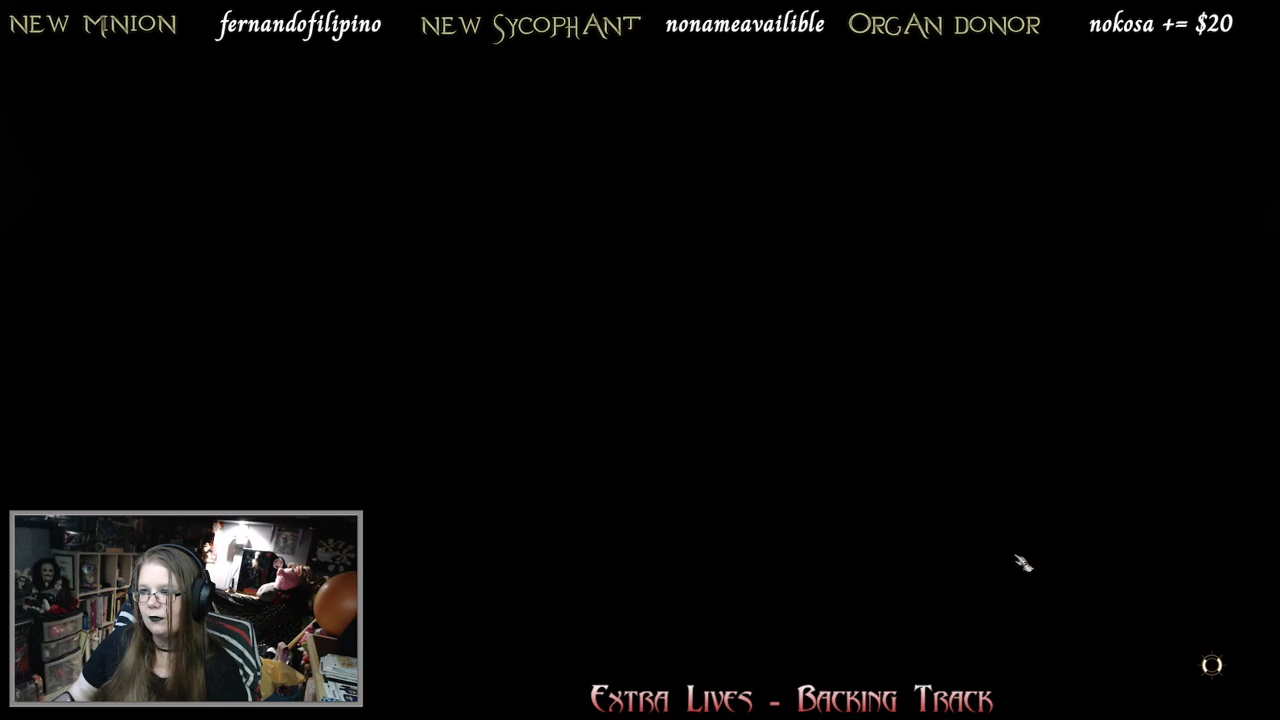 NEW MINION fernandofilipino NEW SYCOPHANT nonameavailible ORGAN DONOR nokosa += $20
EXTRA LIVES - BACKING TRACK